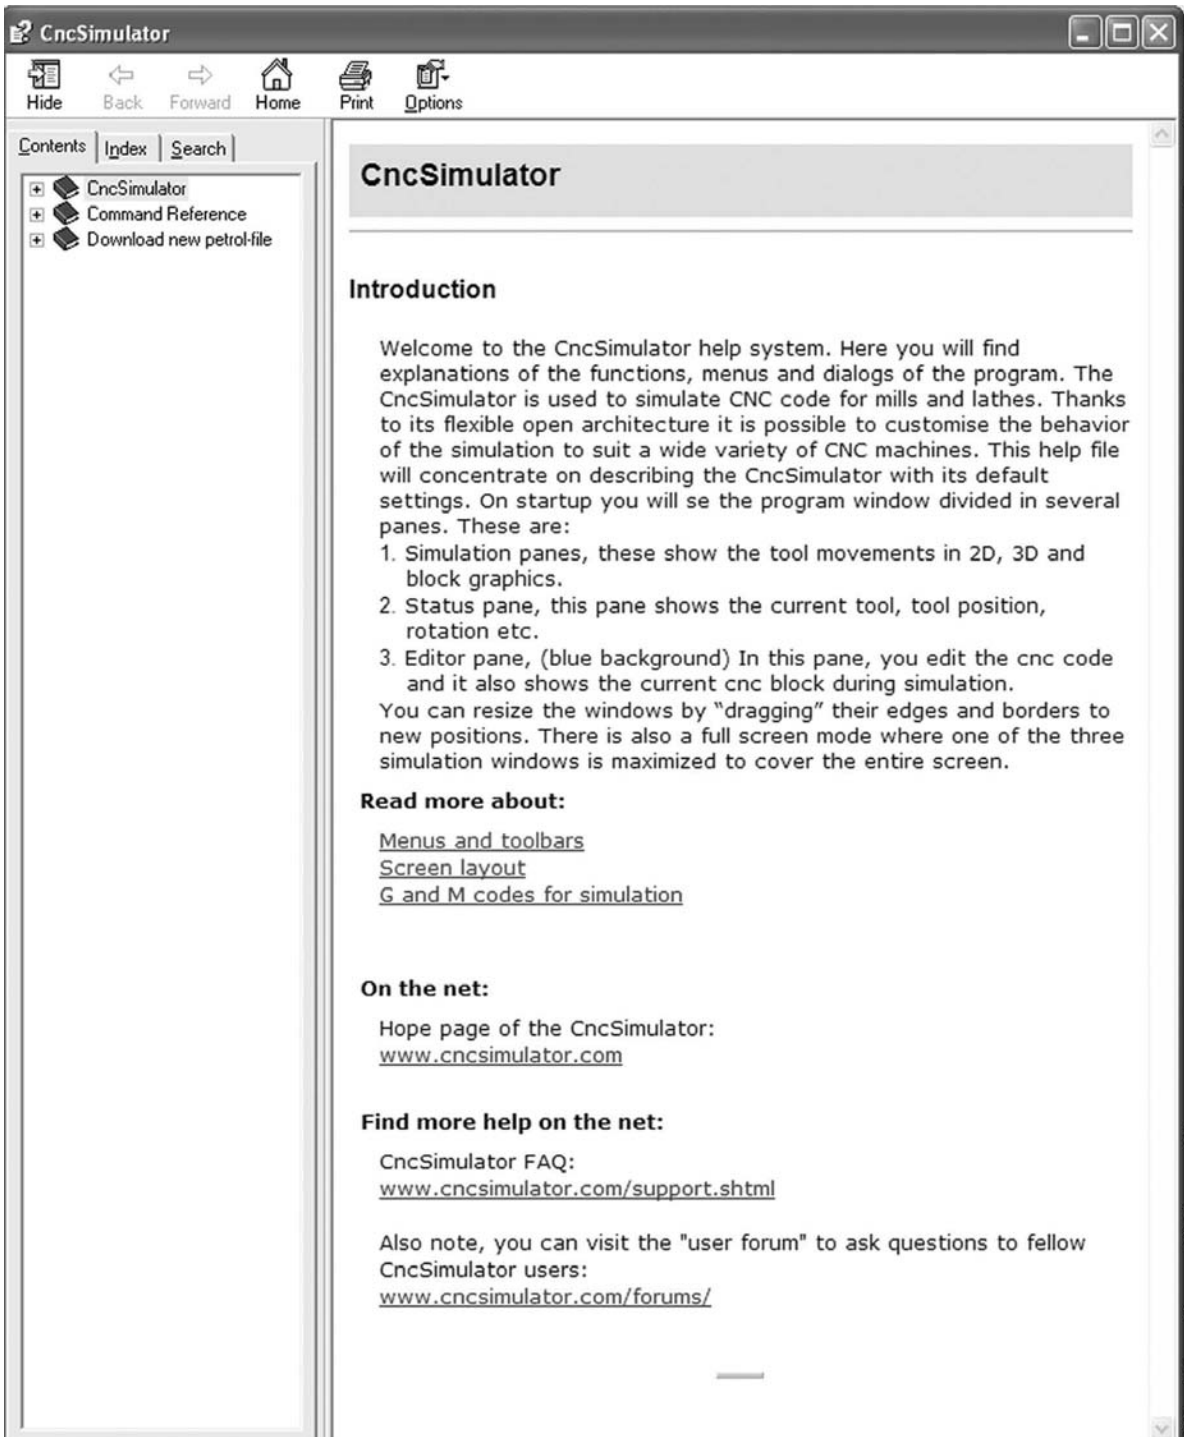 CncSimulator
Hide Back Forward Home Print Options
Contents Index Search
CncSimulator
Command Reference
Download new petrol-file
CncSimulator
Introduction
Welcome to the CncSimulator help system. Here you will find
explanations of the functions, menus and dialogs of the program. The
CncSimulator is used to simulate CNC code for mills and lathes. Thanks
to its flexible open architecture it is possible to customise the behavior
of the simulation to suit a wide variety of CNC machines. This help file
will concentrate on describing the CncSimulator with its default
settings. On startup you will se the program window divided in several
panes. These are:
1. Simulation panes, these show the tool movements in 2D, 3D and
block graphics.
2. Status pane, this pane shows the current tool, tool position,
rotation etc.
3. Editor pane, (blue background) In this pane, you edit the cnc code
and it also shows the current cnc block during simulation.
You can resize the windows by “dragging” their edges and borders to
new positions. There is also a full screen mode where one of the three
simulation windows is maximized to cover the entire screen.
Read more about:
Menus and toolbars
Screen layout
G and M codes for simulation
On the net:
Hope page of the CncSimulator:
www.cncsimulator.com
Find more help on the net:
CncSimulator FAQ:
www.cncsimulator.com/support.shtml
Also note, you can visit the "user forum" to ask questions to fellow
CncSimulator users:
www.cncsimulator.com/forums/